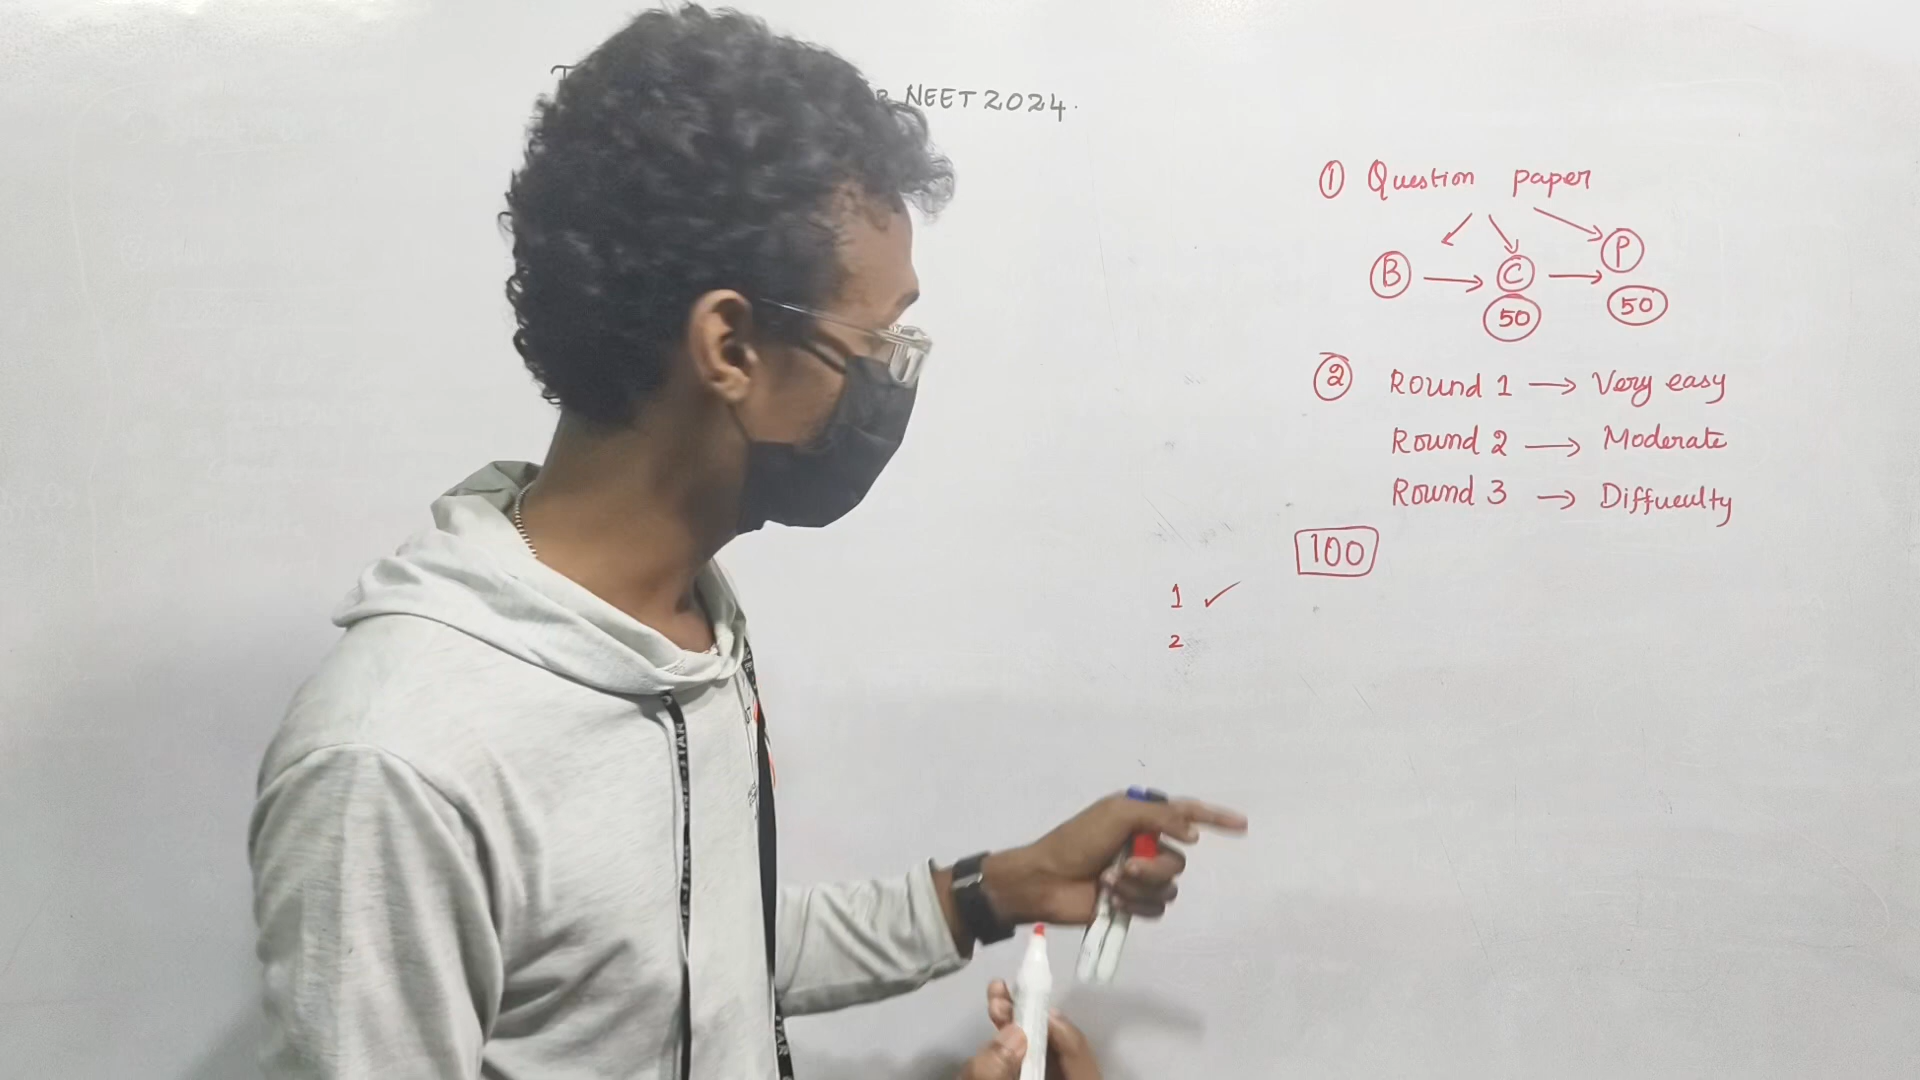 NEET 2024.
① Question paper
B → C → P
50 50
② Round 1 → Very easy
Round 2 → Moderate
Round 3 → Diffuculty
100
1 ✓
2